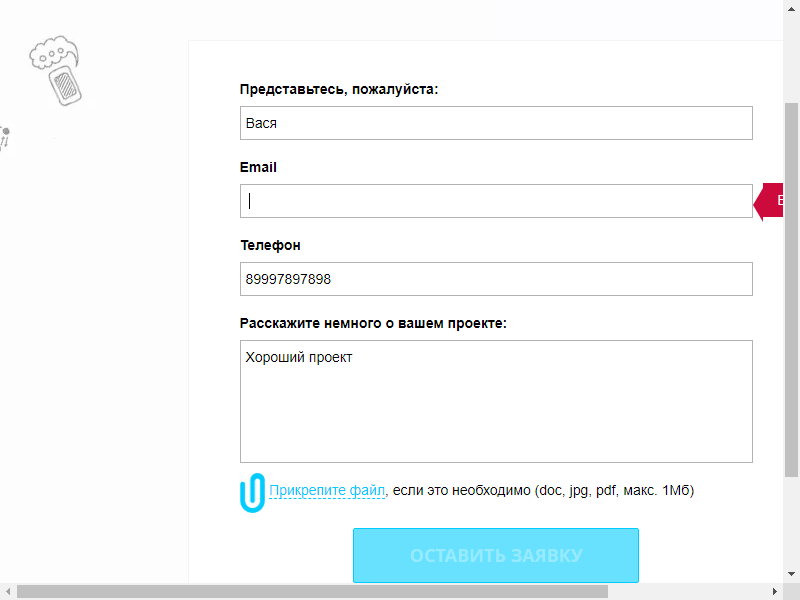 Представьтесь, пожалуйста:
Вася
Email
Телефон
89997897898
Расскажите немного о вашем проекте:
Хороший проект
Прикрепите файл, если это необходимо (doc, jpg, pdf, макс. 1Мб)
ОСТАВИТЬ ЗАЯВКУ